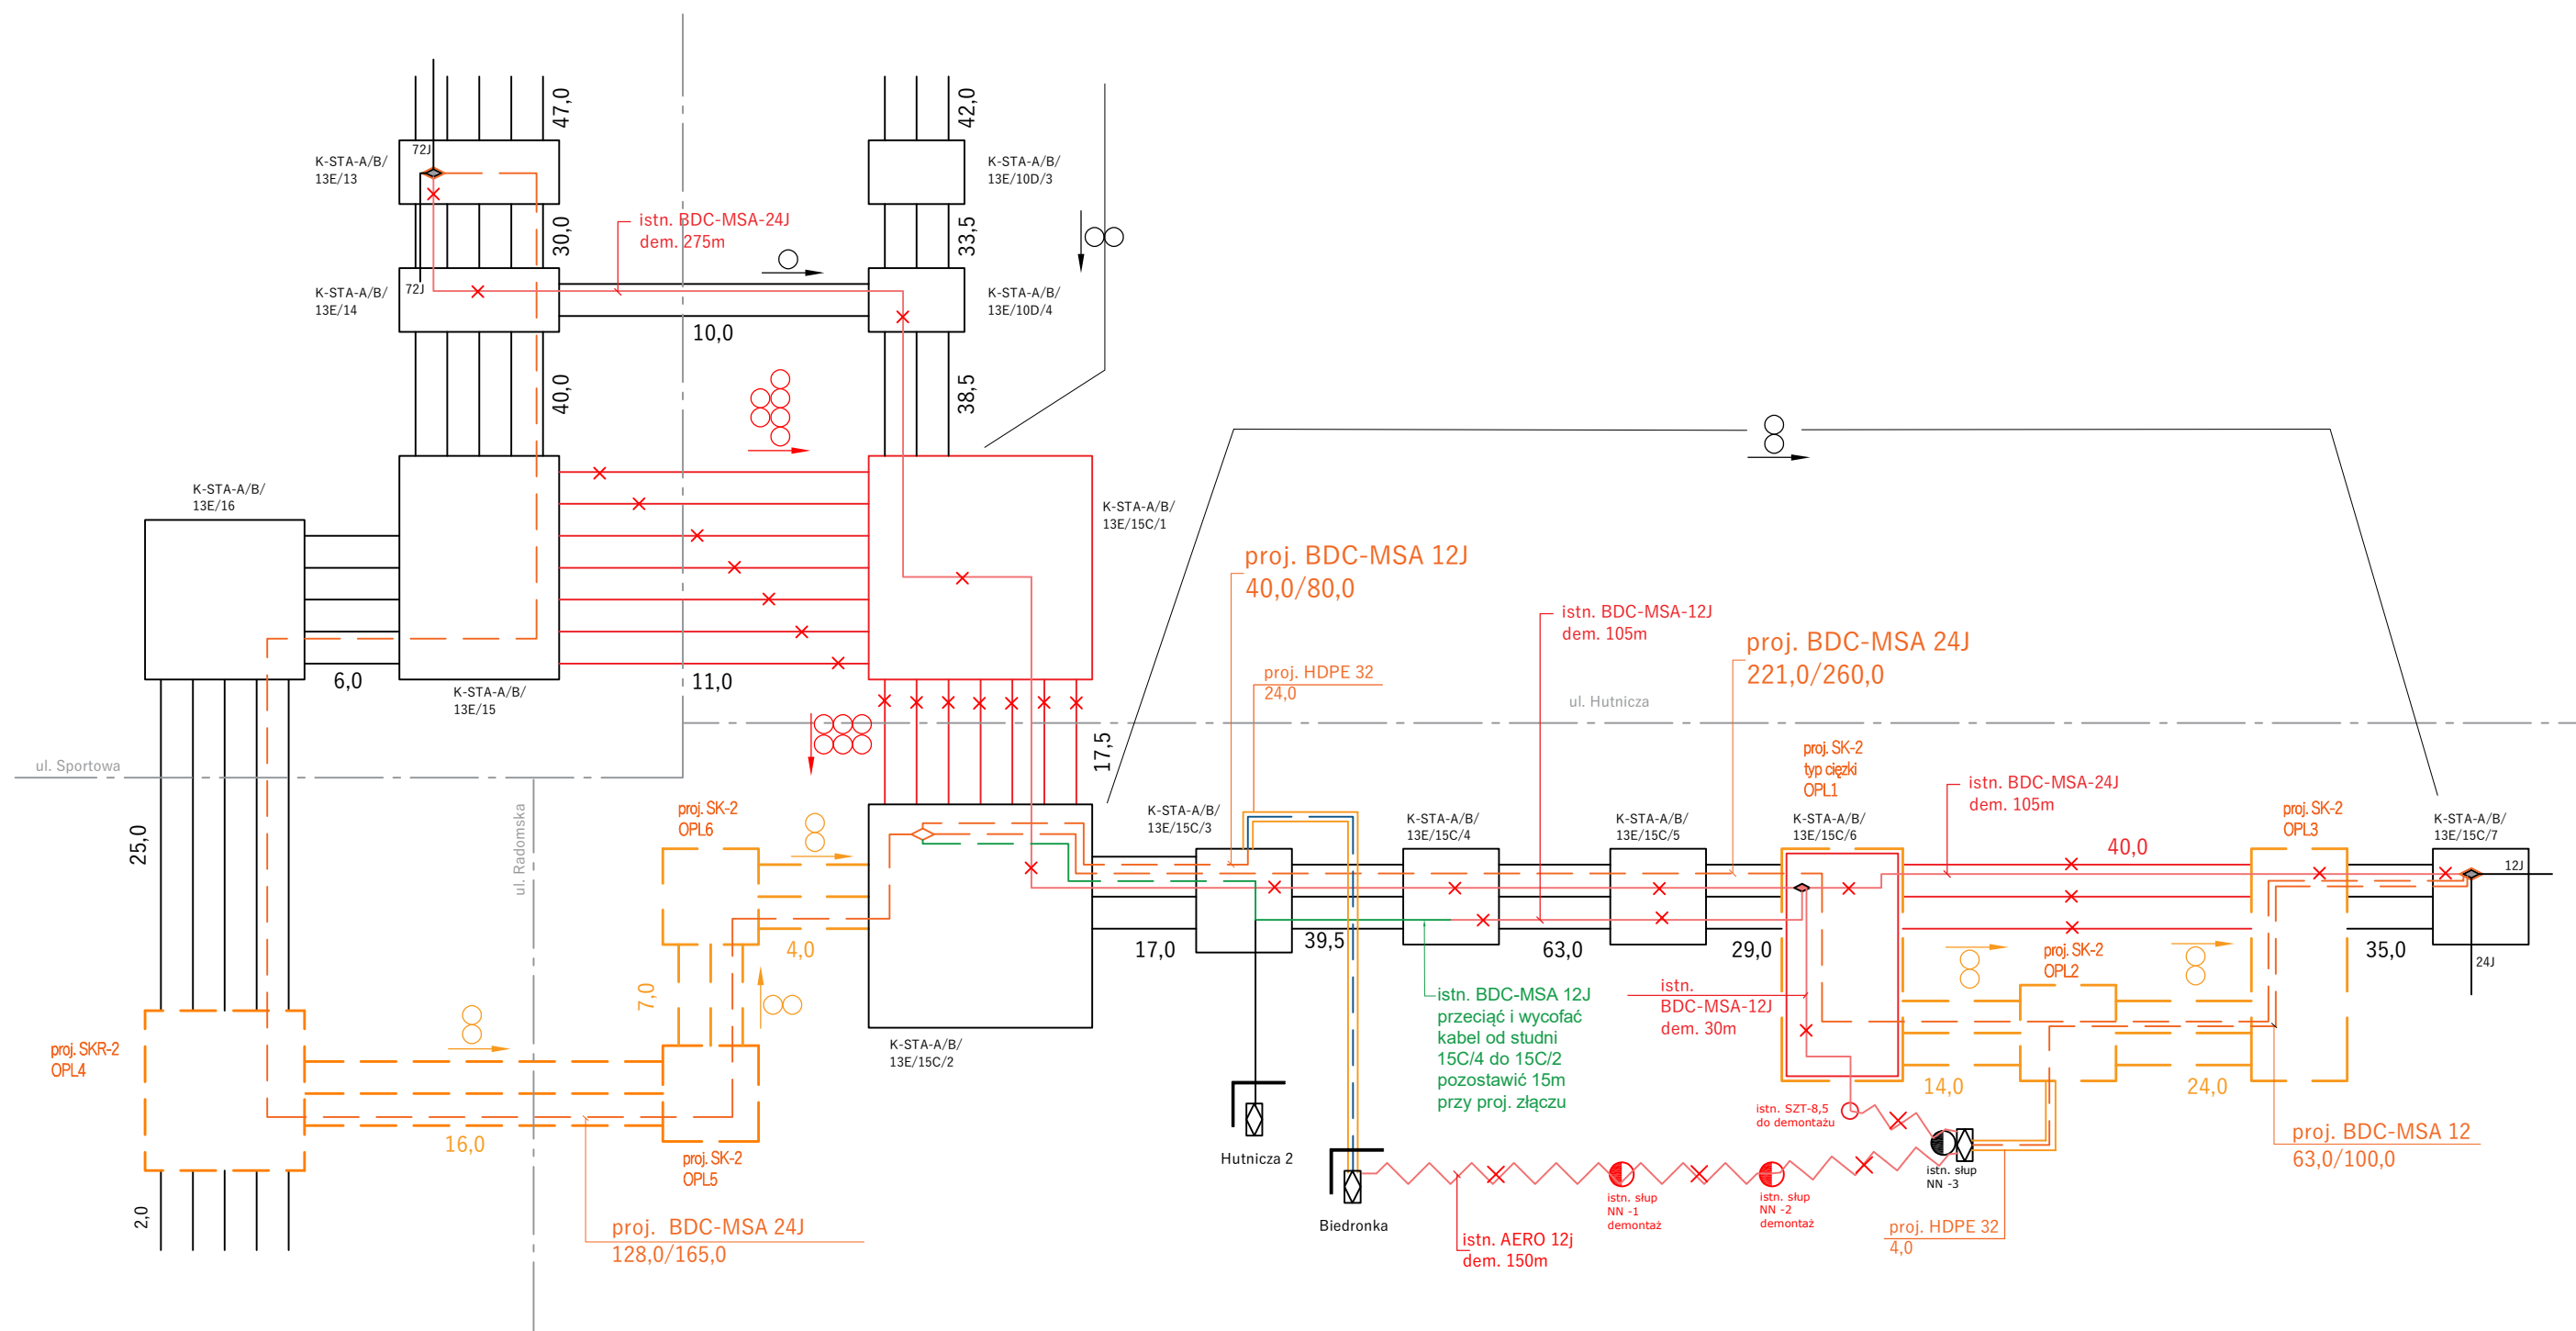 47,0
42,0
72J
K-STA-A/B/
13E/13
K-STA-A/B/
13E/10D/3
istn. BDC-MSA-24J
dem. 275m
30,0
33,5
72J
K-STA-A/B/
13E/14
K-STA-A/B/
13E/10D/4
10,0
40,0
38,5
K-STA-A/B/
13E/16
K-STA-A/B/
13E/15C/1
proj. BDC-MSA 12J
40,0/80,0
istn. BDC-MSA-12J
dem. 105m
proj. BDC-MSA 24J
221,0/260,0
6,0
11,0
K-STA-A/B/
13E/15
proj. HDPE 32
24,0
ul. Hutnicza
17,5
ul. Sportowa
proj. SK-2
typ ciężki
OPL1
istn. BDC-MSA-24J
dem. 105m
25,0
ul. Radomska
proj. SK-2
OPL6
K-STA-A/B/
13E/15C/3
K-STA-A/B/
13E/15C/4
K-STA-A/B/
13E/15C/5
K-STA-A/B/
13E/15C/6
proj. SK-2
OPL3
K-STA-A/B/
13E/15C/7
40,0
12J
4,0
17,0
39,5
63,0
29,0
35,0
24J
7,0
proj. SK-2
OPL2
istn. BDC-MSA 12J
przeciąć i wycofać
kabel od studni
15C/4 do 15C/2
pozostawić 15m
przy proj. złączu
istn.
BDC-MSA-12J
dem. 30m
K-STA-A/B/
13E/15C/2
proj. SKR-2
OPL4
14,0
24,0
16,0
istn. SZT-8,5
do demontażu
proj. SK-2
OPL5
Hutnicza 2
proj. BDC-MSA 12
63,0/100,0
istn. słup
NN -3
istn. słup
NN -1
demontaż
istn. słup
NN -2
demontaż
2,0
Biedronka
proj. BDC-MSA 24J
128,0/165,0
istn. AERO 12j
dem. 150m
proj. HDPE 32
4,0